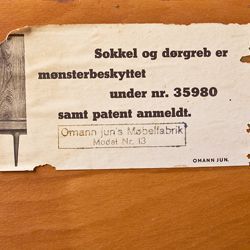 Sokkel og dørgreb er
mønsterbeskyttet
under nr. 35980
samt patent anmeldt.
Omann jun's Møbelfabrik
Model Nr. 13
OMANN JUN.